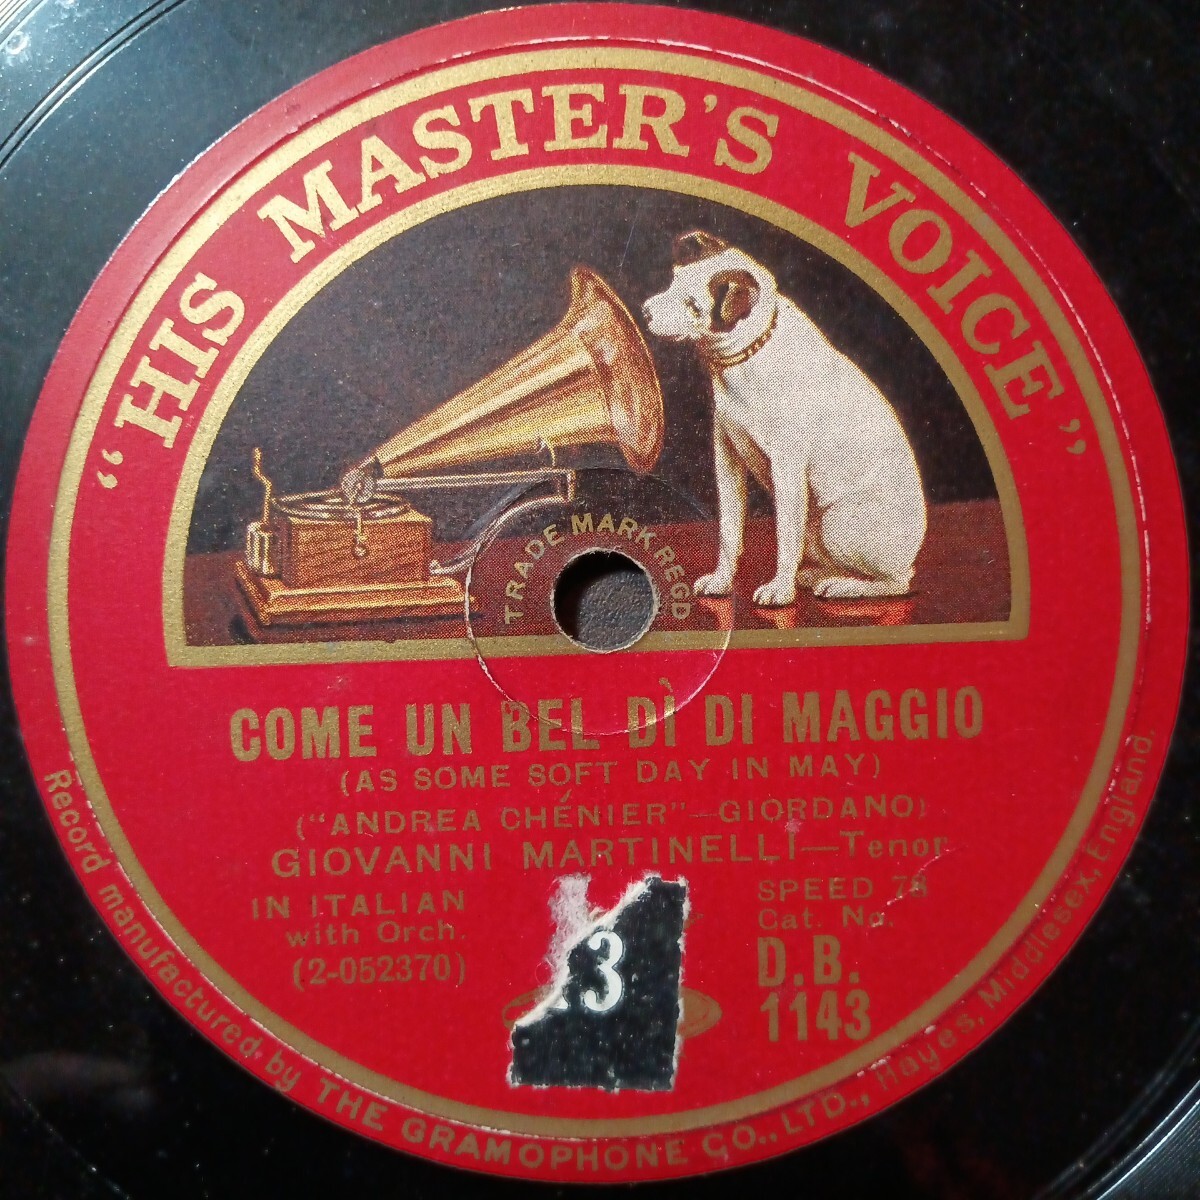 “HIS MASTER'S VOICE”
TRADE MARK REGD
COME UN BEL DÌ DI MAGGIO
(AS SOME SOFT DAY IN MAY)
("ANDREA CHÉNIER"—GIORDANO)
GIOVANNI MARTINELLI—Tenor
IN ITALIAN
with Orch.
(2-052370)
3
SPEED 78
Cat. No.
D.B.
1143
Record manufactured by THE GRAMOPHONE CO., LTD., Hayes, Middlesex, England.